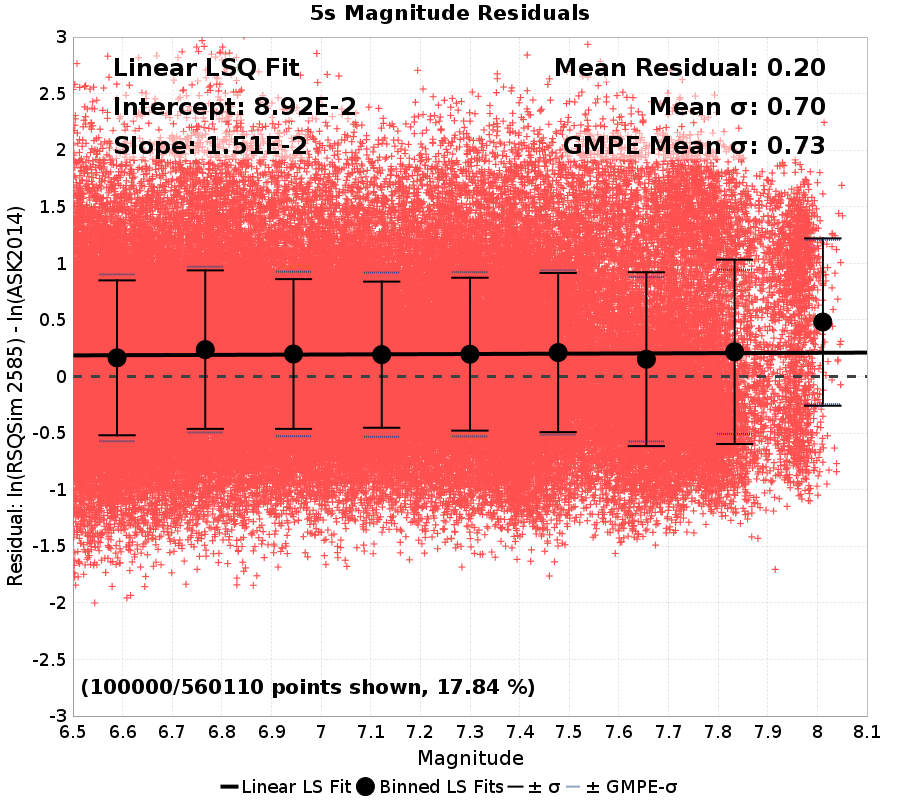 5s Magnitude Residuals
Linear LSQ Fit
Intercept: 8.92E-2
Slope: 1.51E-2
Mean Residual: 0.20
Mean σ: 0.70
GMPE Mean σ: 0.73
Residual: ln(RSQSim 2585) - ln(ASK2014)
3
2.5
2
1.5
1
0.5
0
-0.5
-1
-1.5
-2
-2.5
-3
(100000/560110 points shown, 17.84 %)
6.5 6.6 6.7 6.8 6.9 7 7.1 7.2 7.3 7.4 7.5 7.6 7.7 7.8 7.9 8 8.1
Magnitude
Linear LS Fit Binned LS Fits ± σ ± GMPE-σ